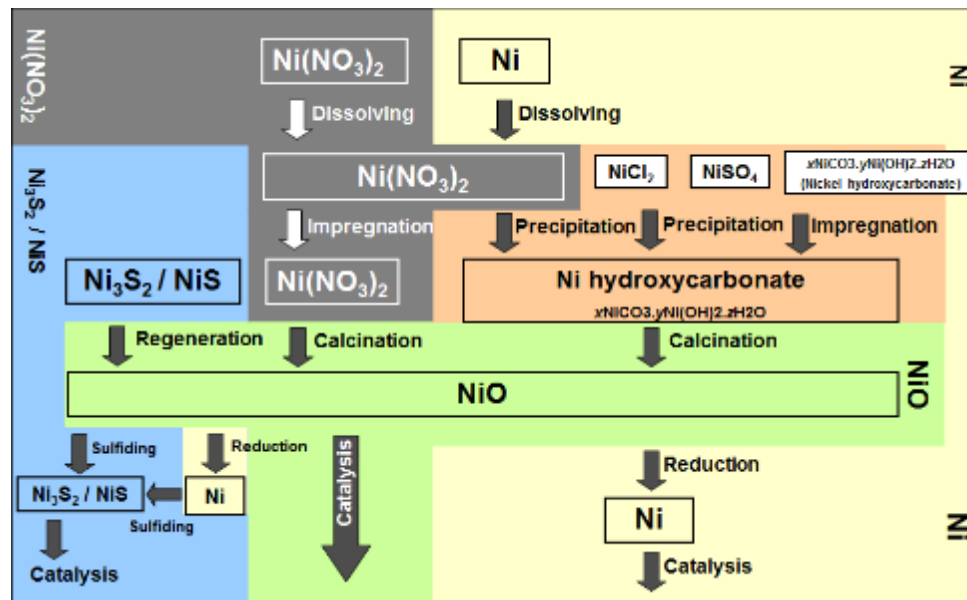 Ni(NO3)2
Ni(NO3)2
Ni
Ni
Dissolving
Dissolving
Ni3S2 / NiS
Ni(NO3)2
NiCl2
NiSO4
xNiCO3.yNi(OH)2.zH2O
(Nickel hydroxycarbonate)
Impregnation
Precipitation
Precipitation
Impregnation
Ni3S2 / NiS
Ni(NO3)2
Ni hydroxycarbonate
xNiCO3.yNi(OH)2.zH2O
Regeneration
Calcination
Calcination
NiO
NiO
Sulfiding
Reduction
Catalysis
Reduction
Ni3S2 / NiS
Ni
Sulfiding
Ni
Ni
Catalysis
Catalysis